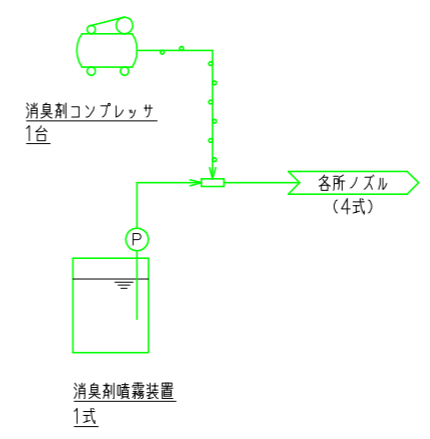 消臭剤コンプレッサ
1台
各所ノズル
(4式)
P
消臭剤噴霧装置
1式